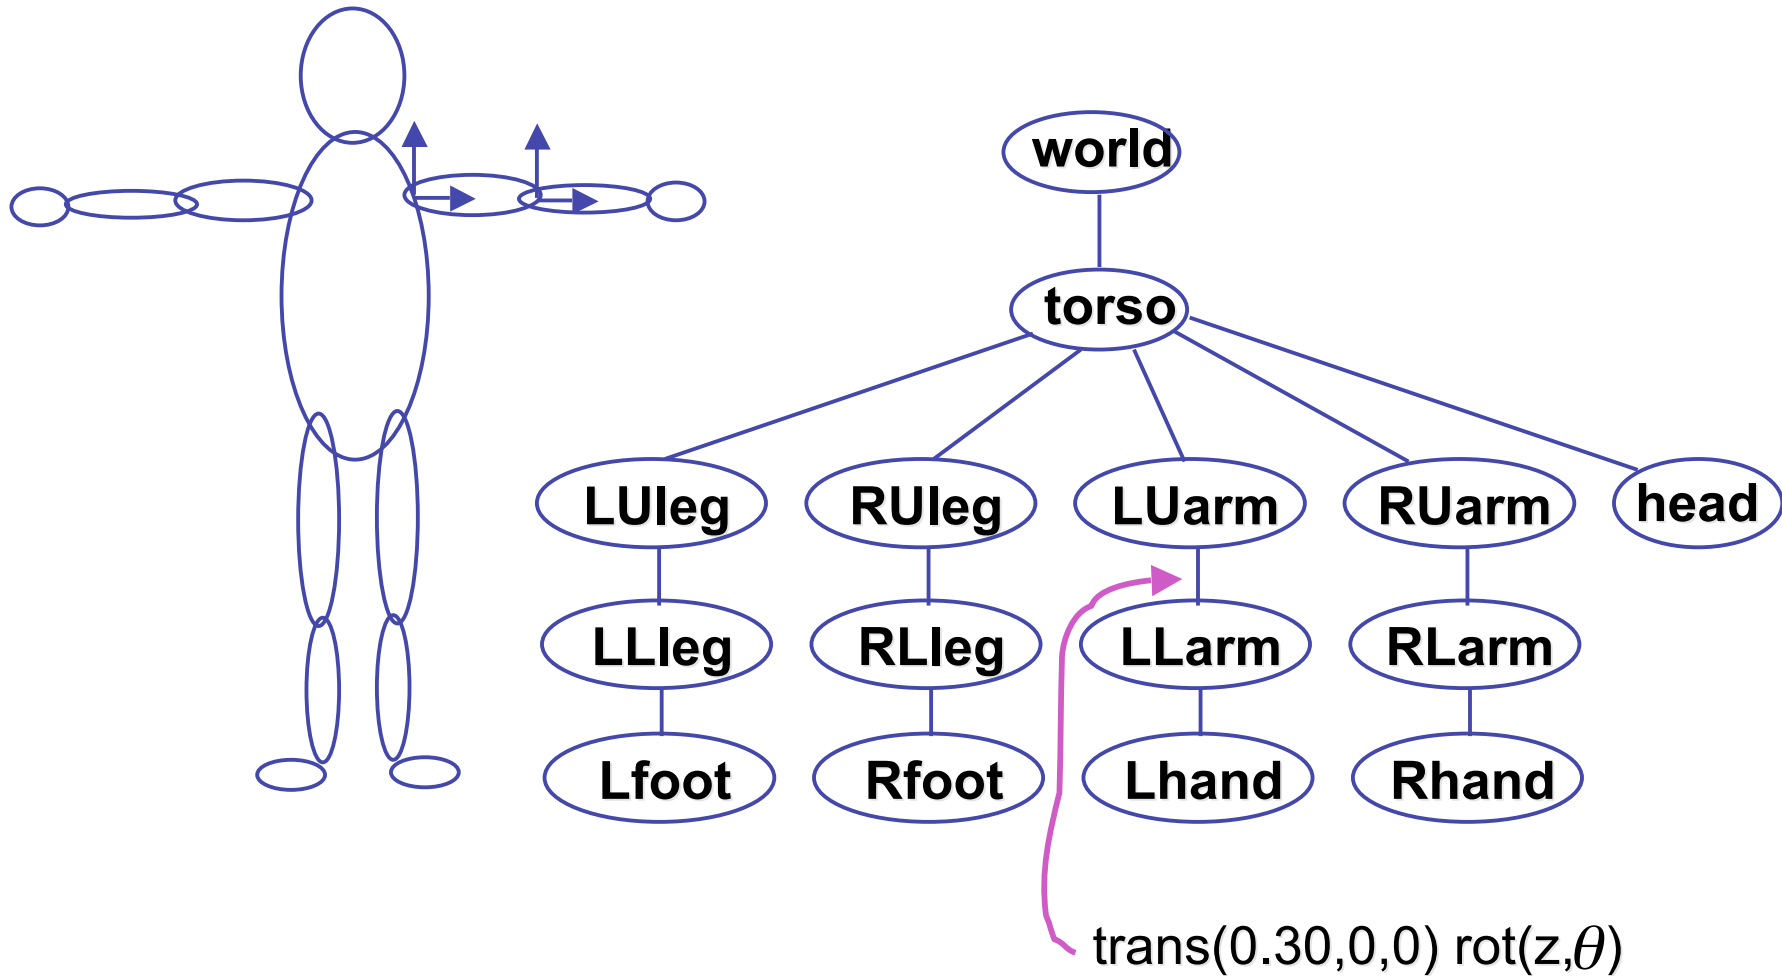 world
torso
LUleg RUleg LUarm RUarm head
LLleg RLleg LLarm RLarm
Lfoot Rfoot Lhand Rhand
trans(0.30,0,0) rot(z,θ)